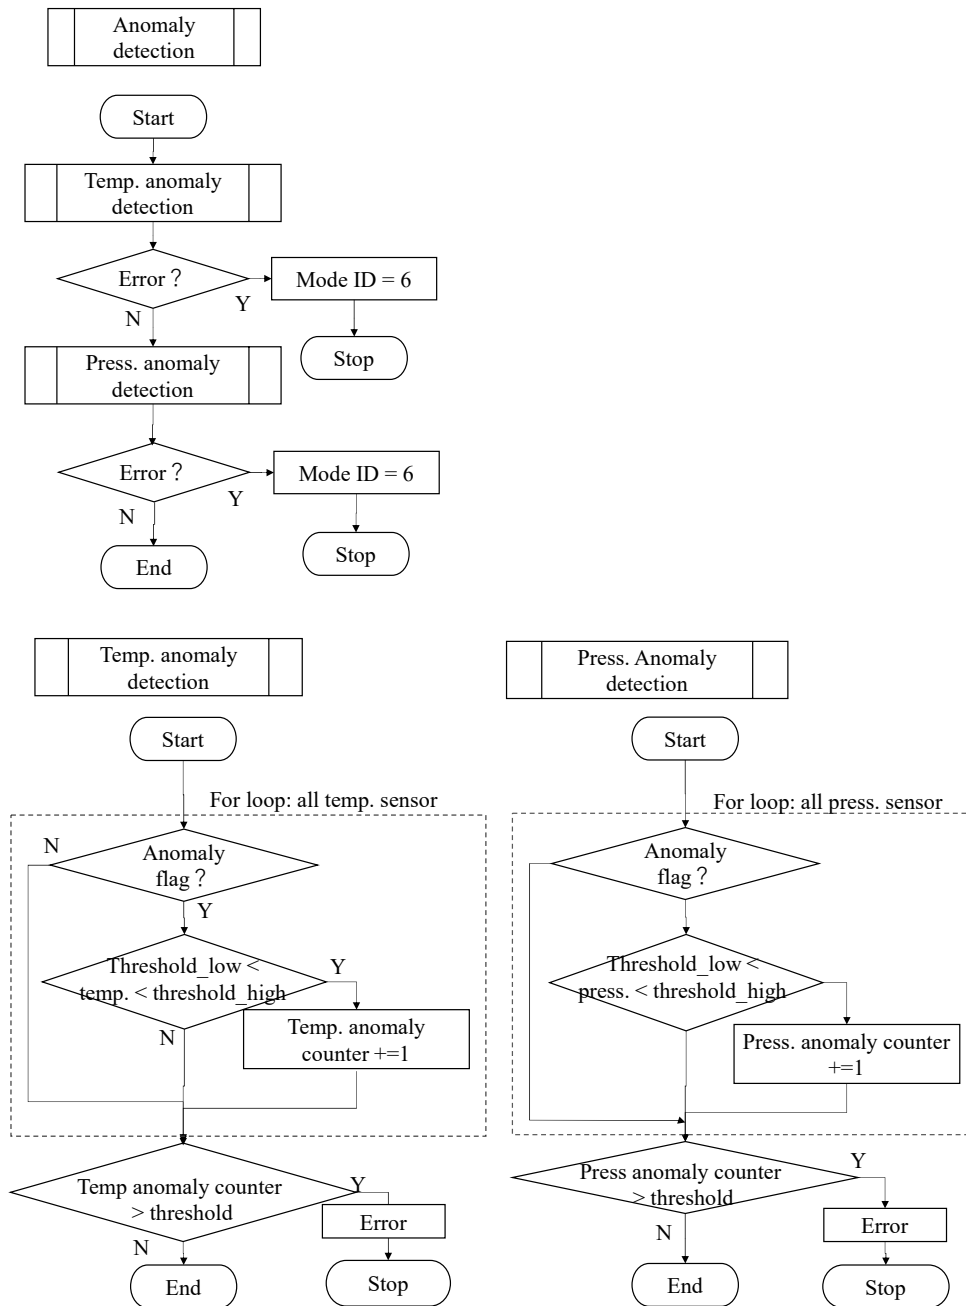 Anomaly
detection
Start
Temp. anomaly
detection
Error？
Y
Mode ID = 6
N
Stop
Press. anomaly
detection
Error？
Y
Mode ID = 6
N
Stop
End
Temp. anomaly
detection
Start
For loop: all temp. sensor
N
Anomaly
flag？
Y
Threshold_low <
temp. < threshold_high
Y
N
Temp. anomaly
counter +=1
Temp anomaly counter
> threshold
Y
Error
N
End
Stop
Press. Anomaly
detection
Start
For loop: all press. sensor
Anomaly
flag？
Threshold_low <
press. < threshold_high
Press. anomaly counter
+=1
Press anomaly counter
> threshold
Y
Error
N
End
Stop